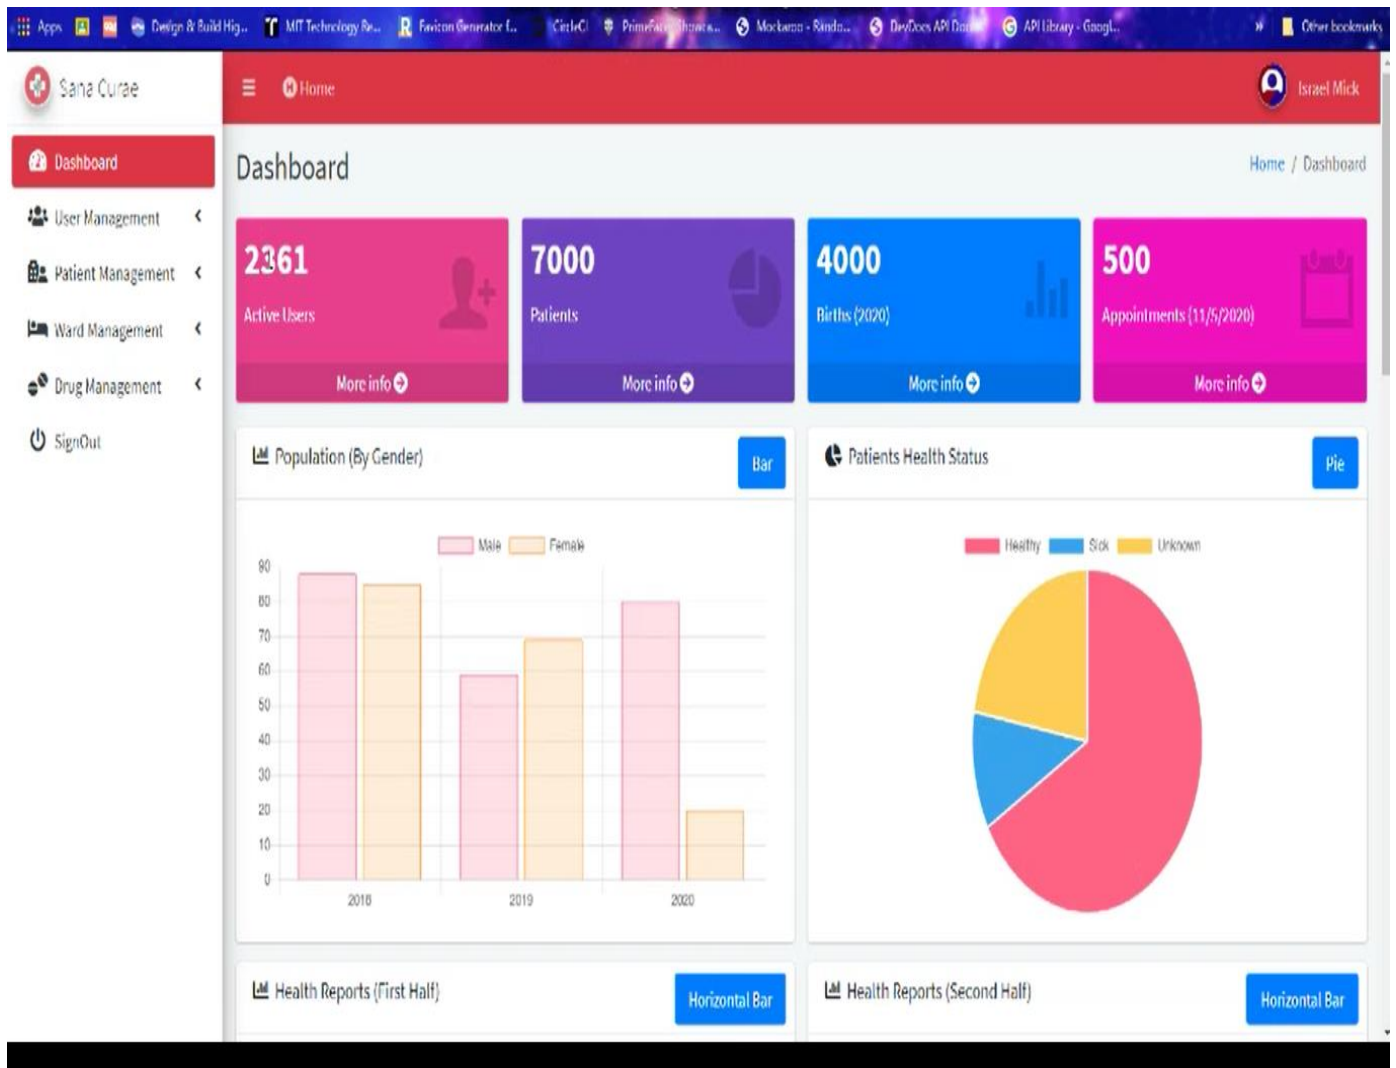 Apps Design & Build Hig... MIT Technology Re... Favicon Generator f... CircleCI Mockaroo - Rando... API Library - Googl... » Other bookmarks
Sana Curae
Home
Israel Mick
Dashboard
User Management
Patient Management
Ward Management
Drug Management
SignOut
Dashboard
Home / Dashboard
2361
Active Users
More info
7000
Patients
More info
4000
Births (2020)
More info
500
Appointments (11/5/2020)
More info
Population (By Gender)
Bar
Male Female
90
80
70
60
50
40
30
20
10
0
2018 2019 2020
Patients Health Status
Pie
Healthy Sick Unknown
Health Reports (First Half)
Horizontal Bar
Health Reports (Second Half)
Horizontal Bar